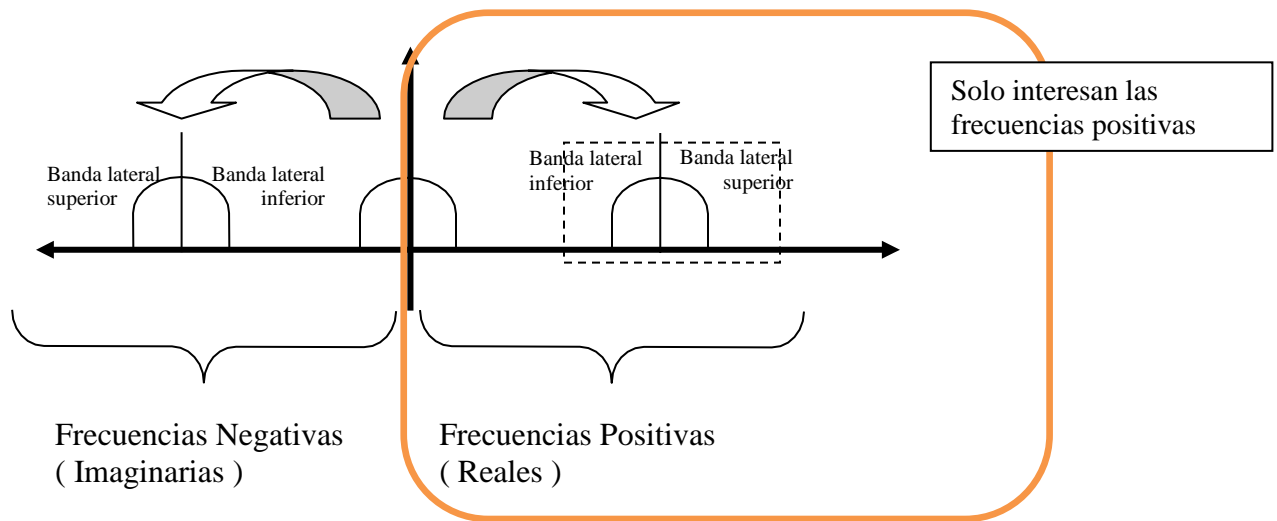 Solo interesan las
frecuencias positivas
Banda lateral
superior
Banda lateral
inferior
Banda lateral
inferior
Banda lateral
superior
Frecuencias Negativas
( Imaginarias )
Frecuencias Positivas
( Reales )